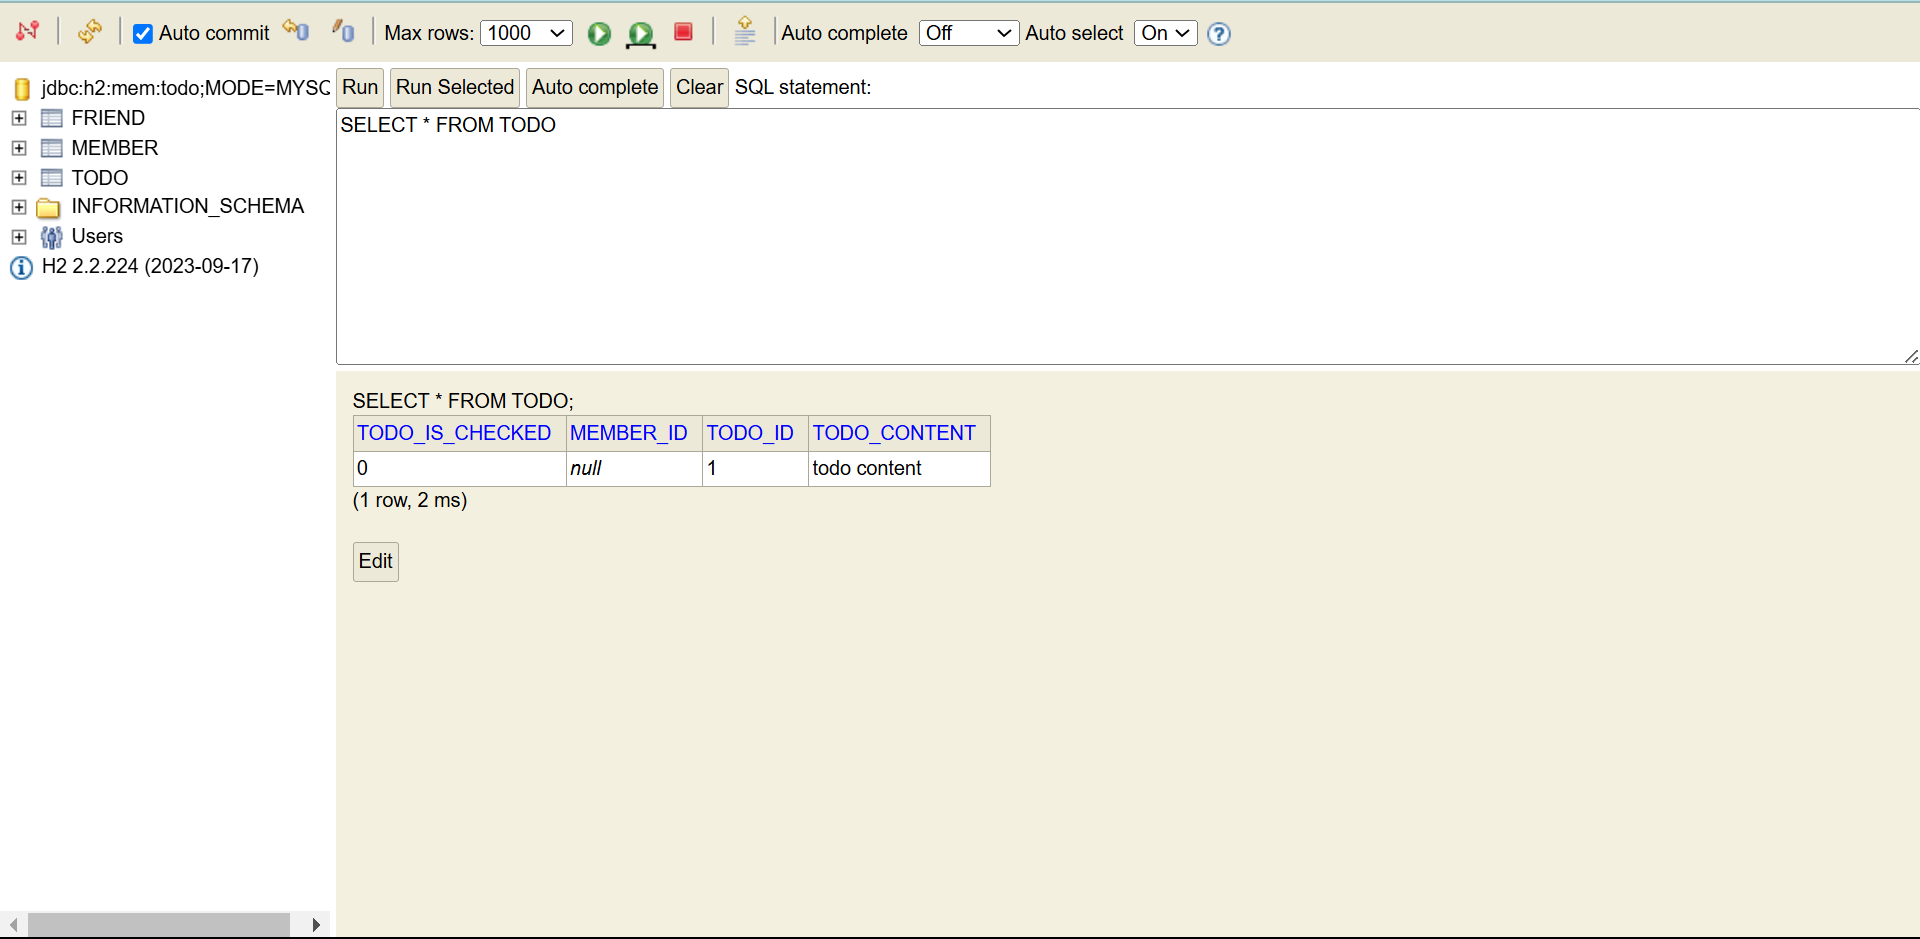 Auto commit Max rows: 1000 Auto complete Off Auto select On ?
jdbc:h2:mem:todo;MODE=MYSQ
FRIEND
MEMBER
TODO
INFORMATION_SCHEMA
Users
H2 2.2.224 (2023-09-17)
Run Run Selected Auto complete Clear SQL statement:
SELECT * FROM TODO
SELECT * FROM TODO;
TODO_IS_CHECKED MEMBER_ID TODO_ID TODO_CONTENT
0 null 1 todo content
(1 row, 2 ms)
Edit